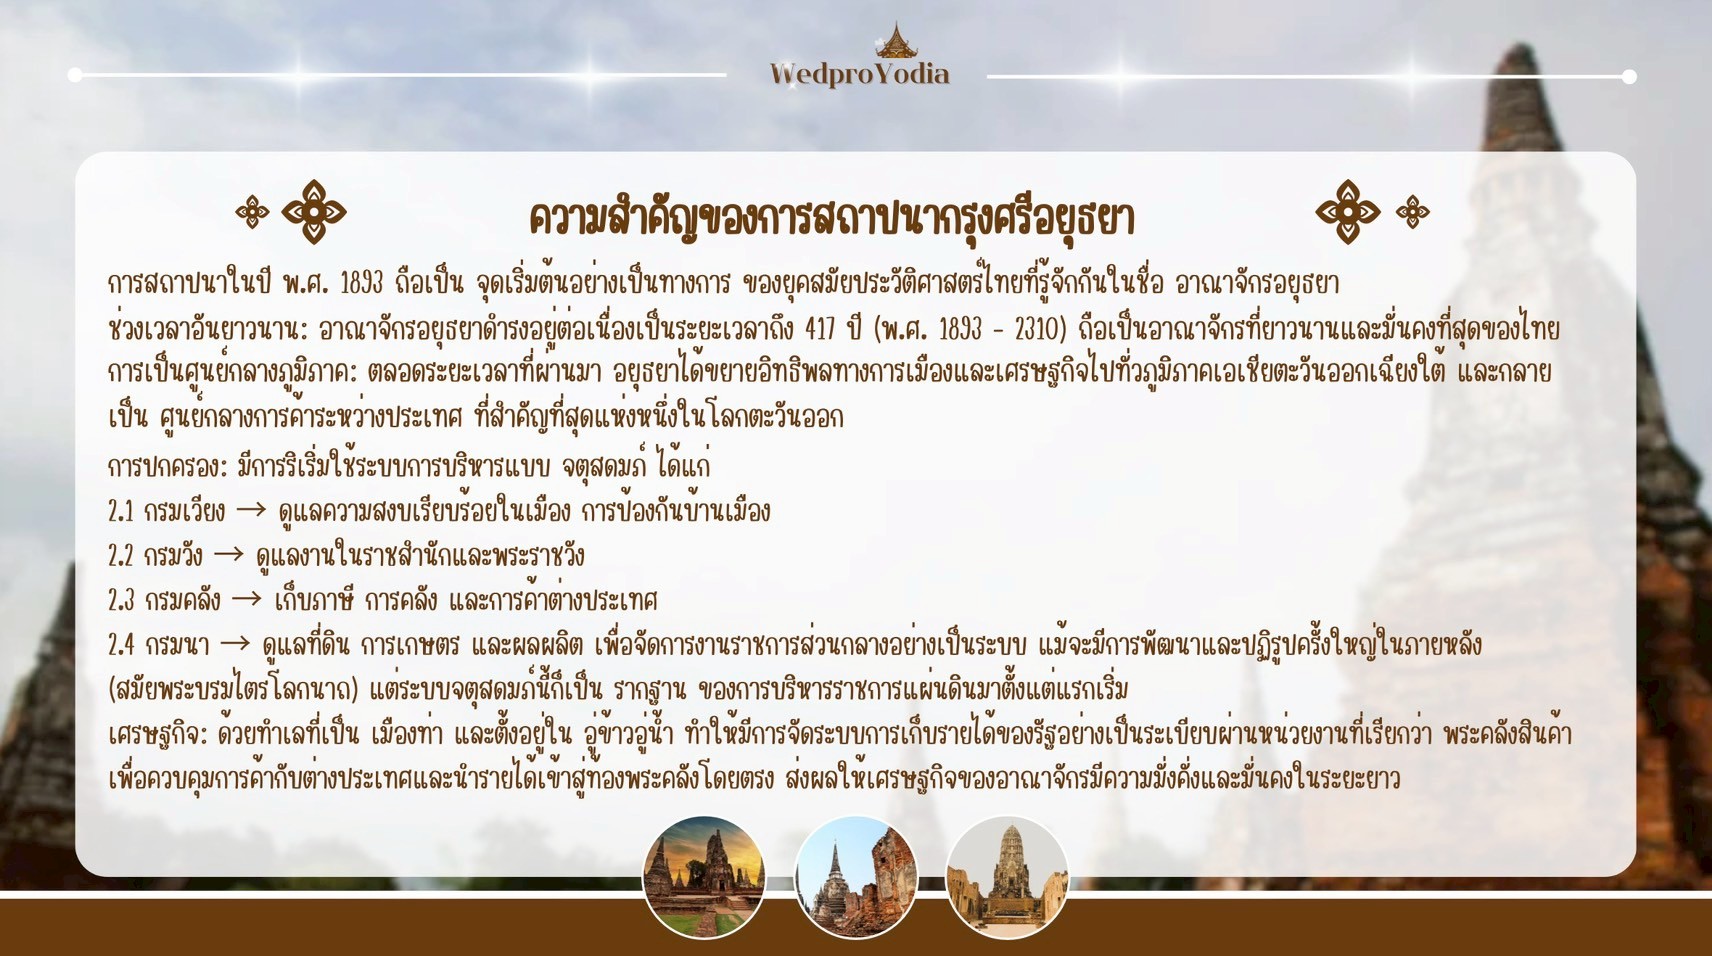 WedproYodia
ความสำคัญของการสถาปนากรุงศรีอยุธยา
การสถาปนาในปี พ.ศ. 1893 ถือเป็น จุดเริ่มต้นอย่างเป็นทางการ ของยุคสมัยประวัติศาสตร์ไทยที่รู้จักกันในชื่อ อาณาจักรอยุธยา
ช่วงเวลาอันยาวนาน: อาณาจักรอยุธยาดำรงอยู่ต่อเนื่องเป็นระยะเวลาถึง 417 ปี (พ.ศ. 1893 - 2310) ถือเป็นอาณาจักรที่ยาวนานและมั่นคงที่สุดของไทย
การเป็นศูนย์กลางภูมิภาค: ตลอดระยะเวลาที่ผ่านมา อยุธยาได้ขยายอิทธิพลทางการเมืองและเศรษฐกิจไปทั่วภูมิภาคเอเชียตะวันออกเฉียงใต้ และกลาย
เป็น ศูนย์กลางการค้าระหว่างประเทศ ที่สำคัญที่สุดแห่งหนึ่งในโลกตะวันออก
การปกครอง: มีการริเริ่มใช้ระบบการบริหารแบบ จตุสดมภ์ ได้แก่
2.1 กรมเวียง → ดูแลความสงบเรียบร้อยในเมือง การป้องกันบ้านเมือง
2.2 กรมวัง → ดูแลงานในราชสำนักและพระราชวัง
2.3 กรมคลัง → เก็บภาษี การคลัง และการค้าต่างประเทศ
2.4 กรมนา → ดูแลที่ดิน การเกษตร และผลผลิต เพื่อจัดการงานราชการส่วนกลางอย่างเป็นระบบ แม้จะมีการพัฒนาและปฏิรูปครั้งใหญ่ในภายหลัง
(สมัยพระบรมไตรโลกนาถ) แต่ระบบจตุสดมภ์นี้ก็เป็น รากฐาน ของการบริหารราชการแผ่นดินมาตั้งแต่แรกเริ่ม
เศรษฐกิจ: ด้วยทำเลที่เป็น เมืองท่า และตั้งอยู่ใน อู่ข้าวอู่น้ำ ทำให้มีการจัดระบบการเก็บรายได้ของรัฐอย่างเป็นระเบียบผ่านหน่วยงานที่เรียกว่า พระคลังสินค้า
เพื่อควบคุมการค้ากับต่างประเทศและนำรายได้เข้าสู่ท้องพระคลังโดยตรง ส่งผลให้เศรษฐกิจของอาณาจักรมีความมั่งคั่งและมั่นคงในระยะยาว